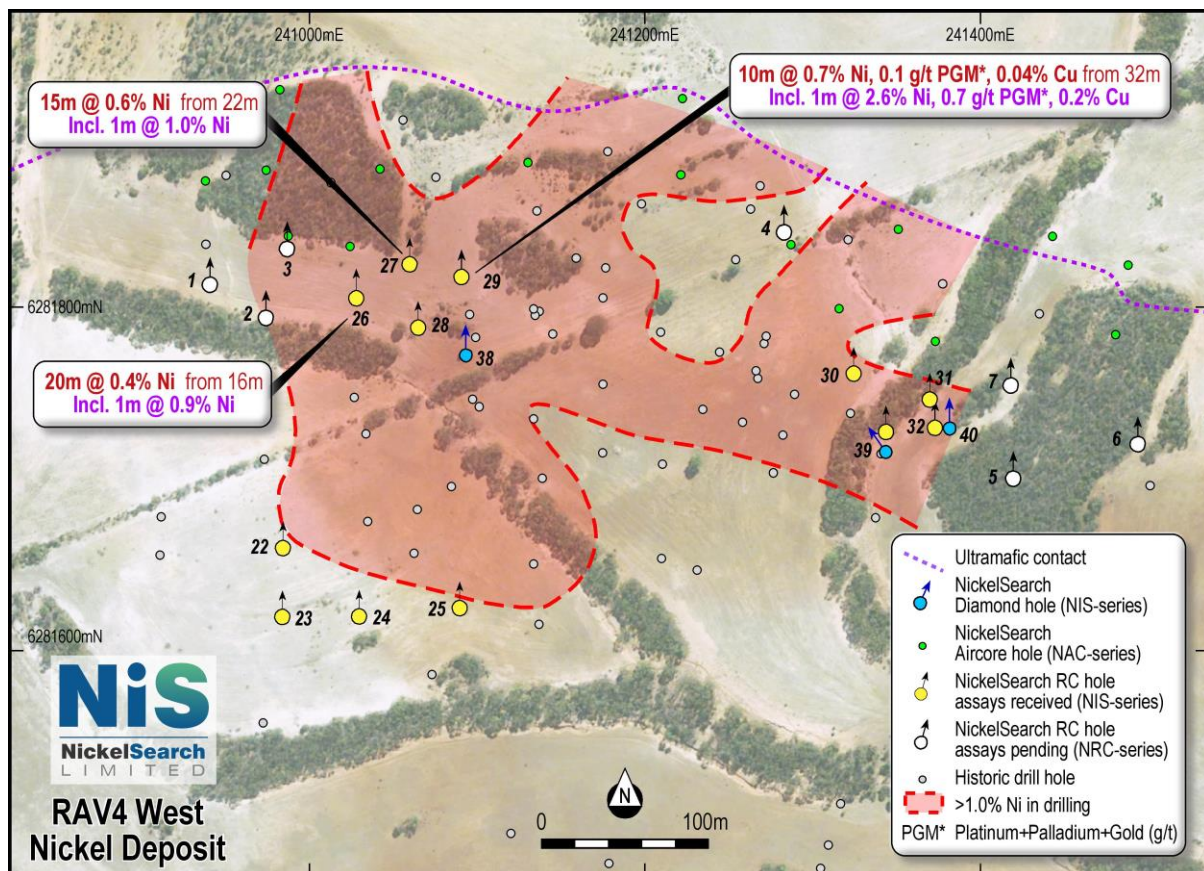 241000mE
241200mE
241400mE
15m @ 0.6% Ni from 22m
Incl. 1m @ 1.0% Ni
10m @ 0.7% Ni, 0.1 g/t PGM*, 0.04% Cu from 32m
Incl. 1m @ 2.6% Ni, 0.7 g/t PGM*, 0.2% Cu
4
3
27
29
1
26
2
6281800mN
28
38
20m @ 0.4% Ni from 16m
Incl. 1m @ 0.9% Ni
30
31
7
32
40
39
6
5
22
23
24
25
6281600mN
Ultramafic contact
NickelSearch
Diamond hole (NIS-series)
NickelSearch
Aircore hole (NAC-series)
NickelSearch RC hole
assays received (NIS-series)
NickelSearch RC hole
assays pending (NRC-series)
Historic drill hole
>1.0% Ni in drilling
PGM* Platinum+Palladium+Gold (g/t)
NiS
NickelSearch
LIMITED
RAV4 West
Nickel Deposit
N
0
100m